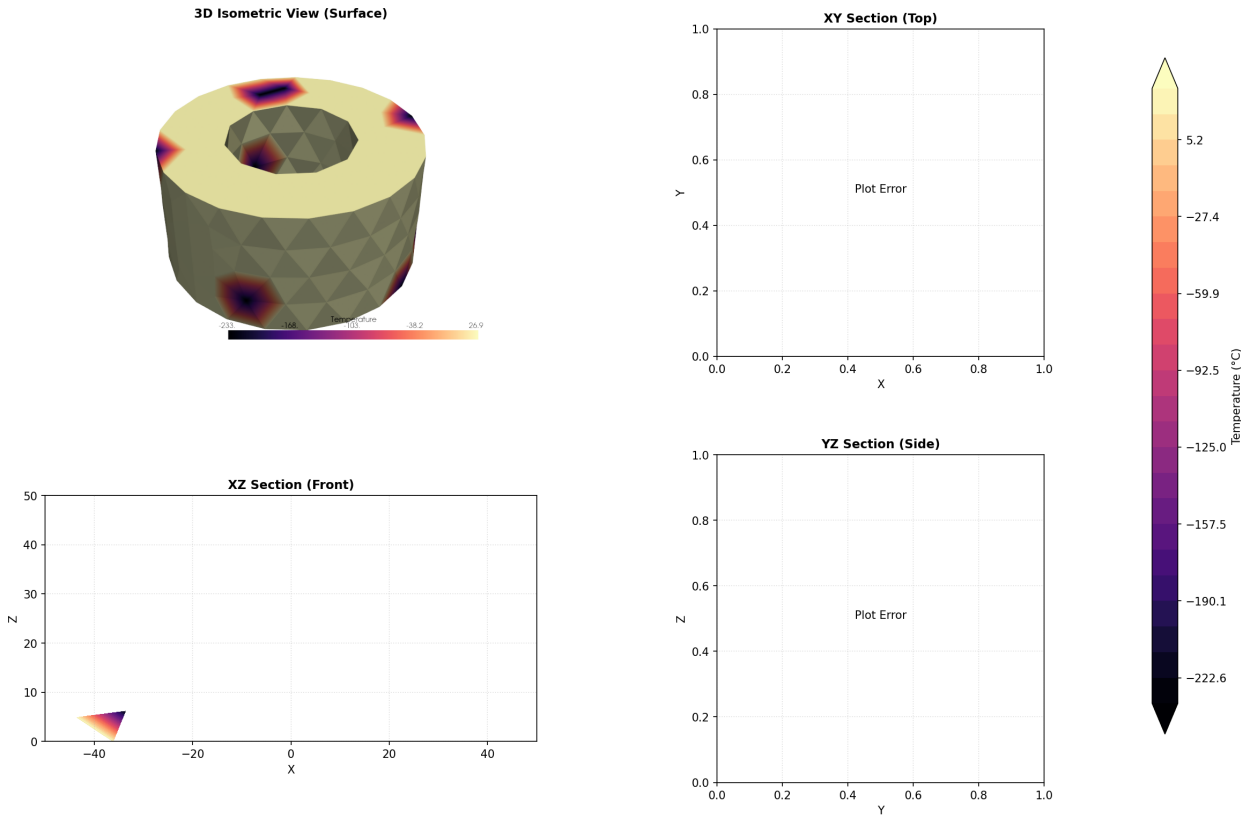 3D Isometric View (Surface)
Temperature
-233. -168. -103. -38.2 26.9
XY Section (Top)
1.0
0.8
0.6
0.4
0.2
0.0
Y
Plot Error
0.0 0.2 0.4 0.6 0.8 1.0
X
XZ Section (Front)
50
40
30
20
10
0
Z
−40 −20 0 20 40
X
YZ Section (Side)
1.0
0.8
0.6
0.4
0.2
0.0
Z
Plot Error
0.0 0.2 0.4 0.6 0.8 1.0
Y
5.2
−27.4
−59.9
−92.5
−125.0
−157.5
−190.1
−222.6
Temperature (°C)